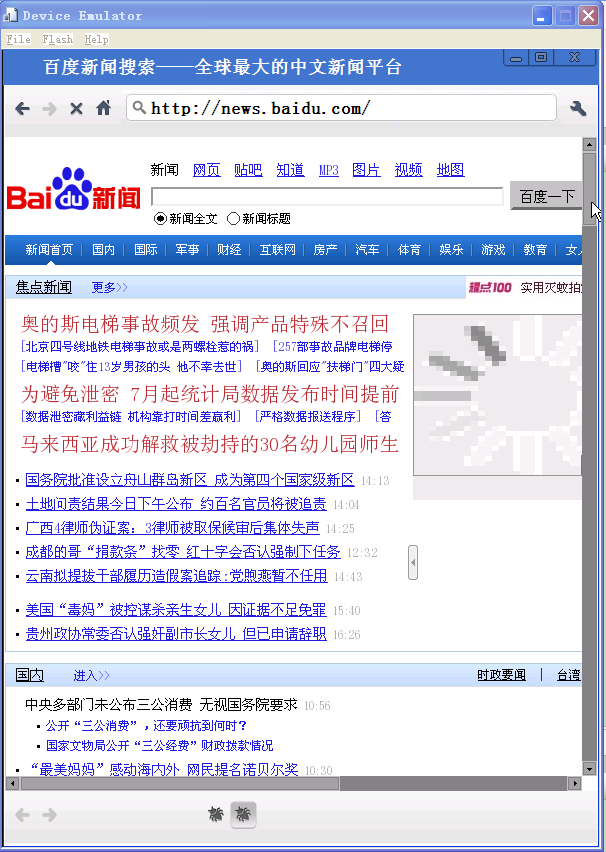 Device Emulator
File Flash Help
百度新闻搜索——全球最大的中文新闻平台
http://news.baidu.com/
Bai du 新闻
新闻 网页 贴吧 知道 MP3 图片 视频 地图
百度一下
新闻全文 新闻标题
新闻首页 国内 国际 军事 财经 互联网 房产 汽车 体育 娱乐 游戏 教育 女人
焦点新闻 更多>>
热点100 实用灭蚊拍
奥的斯电梯事故频发 强调产品特殊不召回
[北京四号线地铁电梯事故或是两螺栓惹的祸] [257部事故品牌电梯停
[电梯槽"咬"住13岁男孩的头 他不幸去世] [奥的斯回应"扶梯门"四大疑
为避免泄密 7月起统计局数据发布时间提前
[数据泄密藏利益链 机构靠打时间差赢利] [严格数据报送程序] [答
马来西亚成功解救被劫持的30名幼儿园师生
国务院批准设立舟山群岛新区 成为第四个国家级新区 14:13
土地问责结果今日下午公布 约百名官员将被追责 14:04
广西4律师伪证案：3律师被取保候审后集体失声 14:25
成都的哥“捐款条”找零 红十字会否认强制下任务 12:32
云南拟提拔干部履历造假案追踪:党煦燕暂不任用 14:43
美国“毒妈”被控谋杀亲生女儿 因证据不足免罪 15:40
贵州政协常委否认强奸副市长女儿 但已申请辞职 16:26
国内 进入>>
时政要闻 | 台湾
中央多部门未公布三公消费 无视国务院要求 10:56
公开“三公消费”，还要顽抗到何时？
国家文物局公开“三公经费”财政拨款情况
“最美妈妈”感动海内外 网民提名诺贝尔奖 10:30